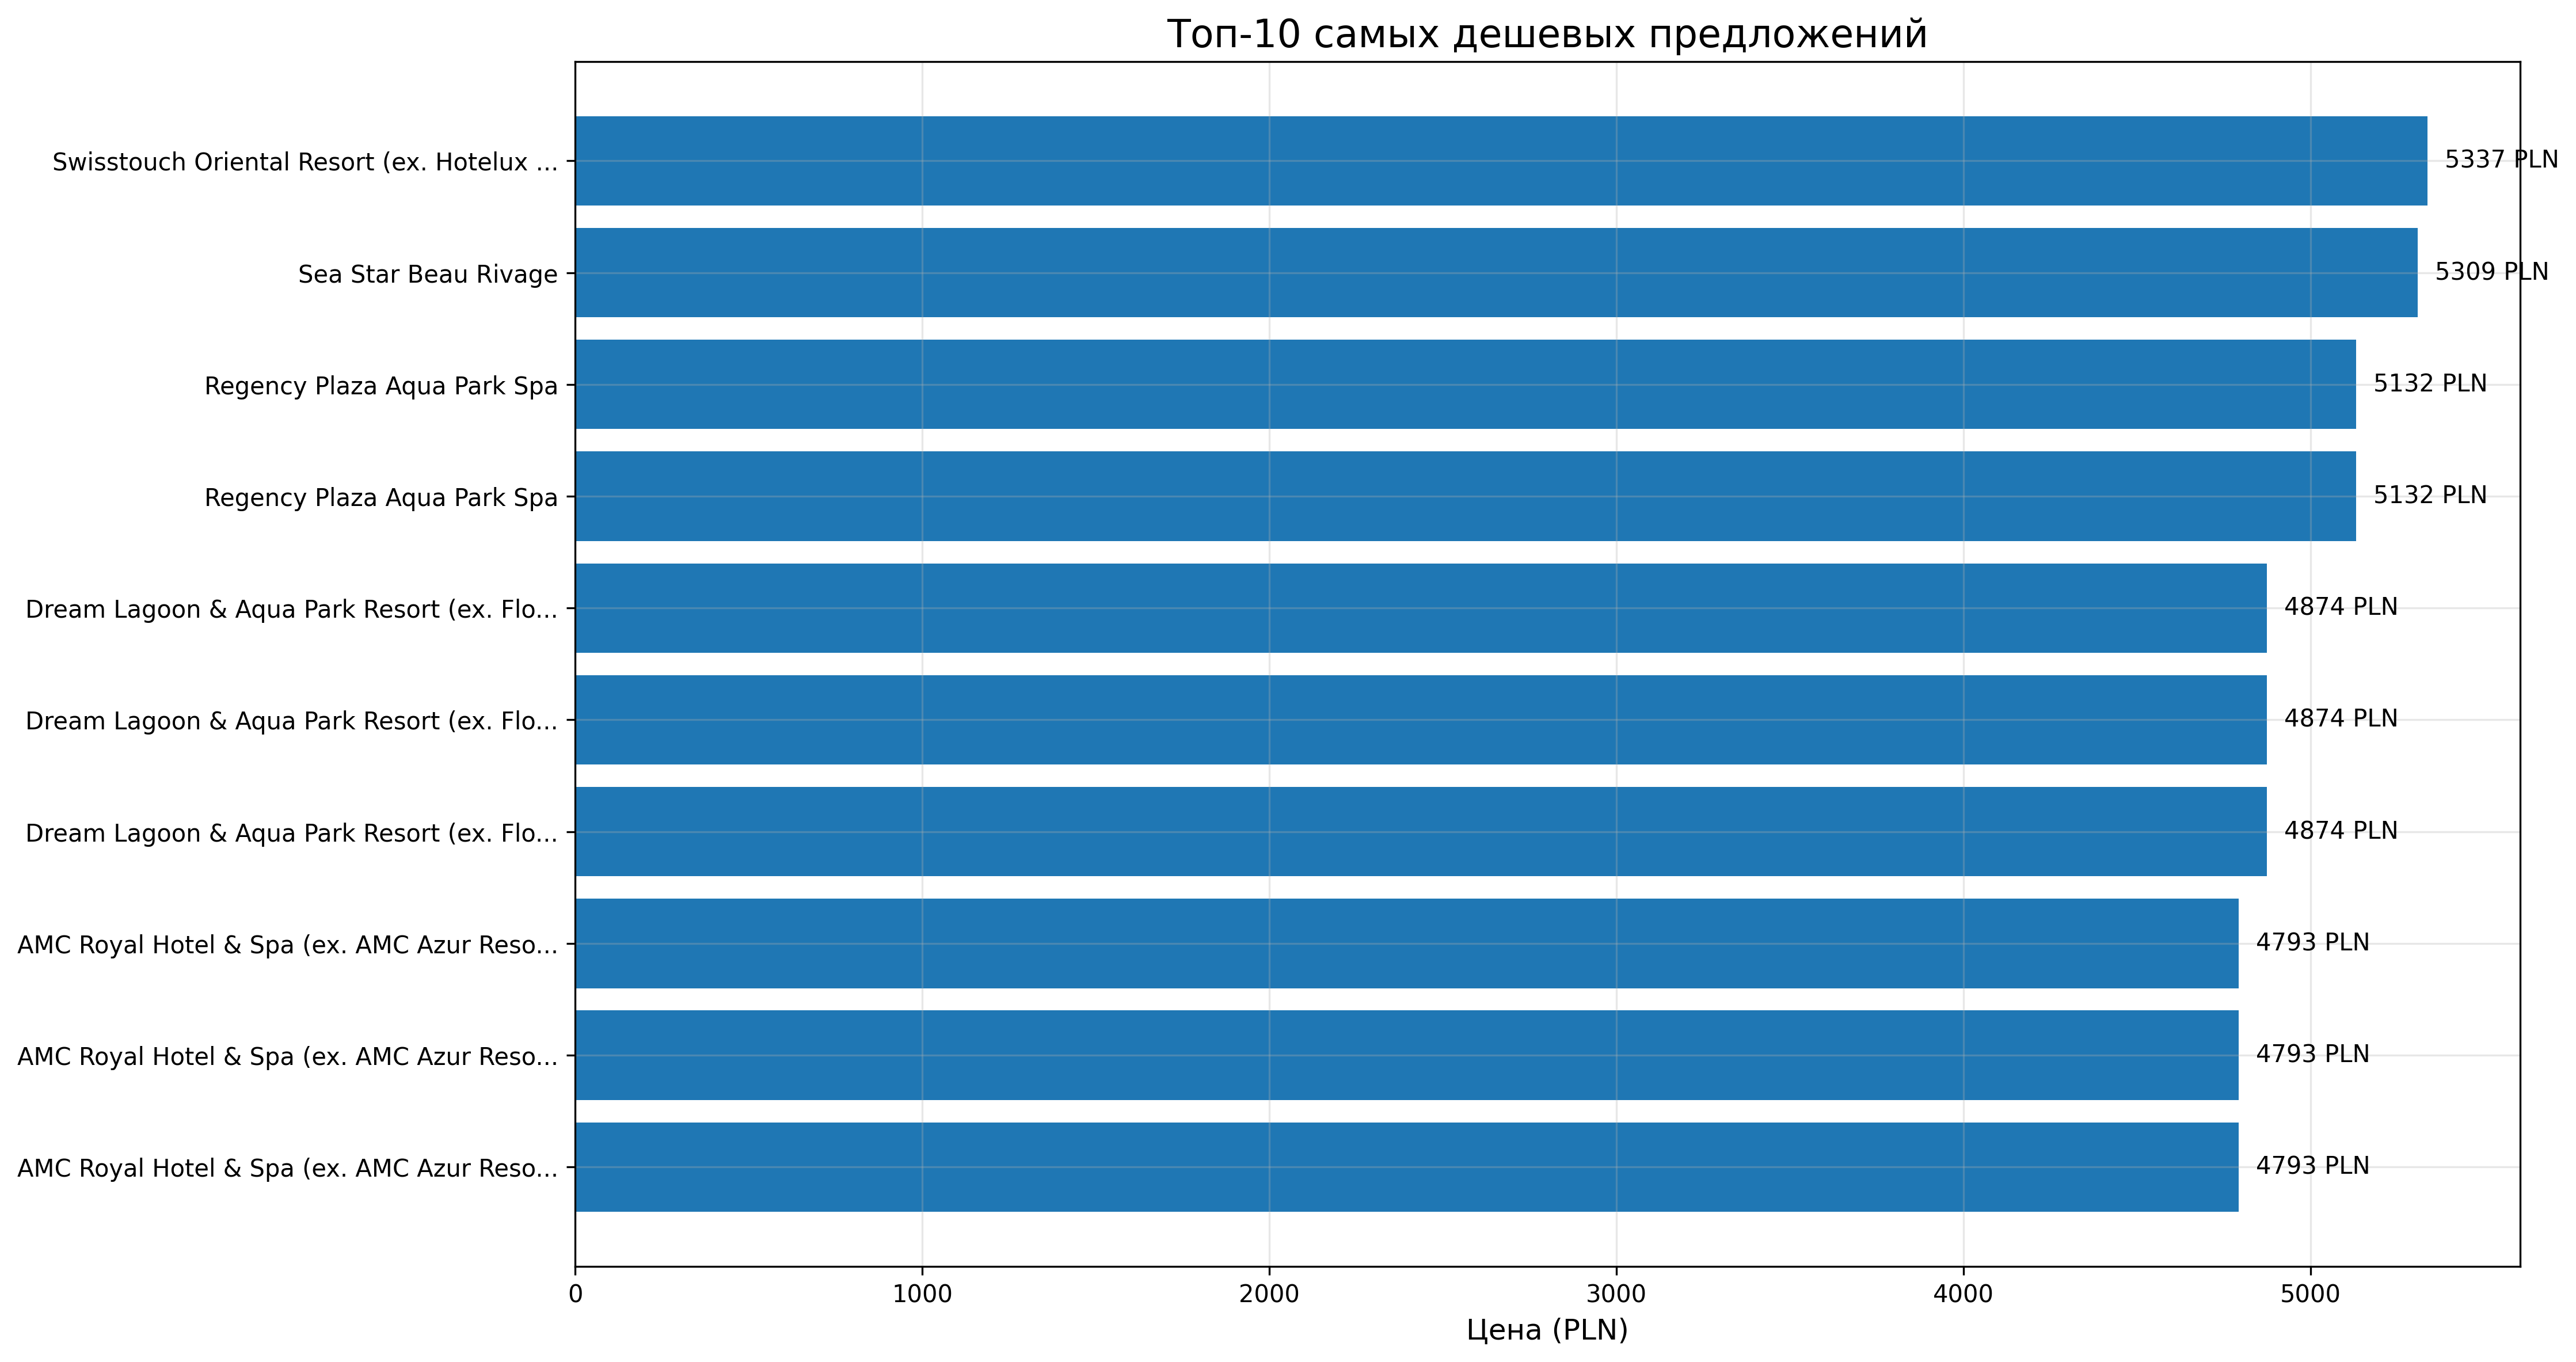 Топ-10 самых дешевых предложений
Swisstouch Oriental Resort (ex. Hotelux ...
5337 PLN
Sea Star Beau Rivage
5309 PLN
Regency Plaza Aqua Park Spa
5132 PLN
Regency Plaza Aqua Park Spa
5132 PLN
Dream Lagoon & Aqua Park Resort (ex. Flo...
4874 PLN
Dream Lagoon & Aqua Park Resort (ex. Flo...
4874 PLN
Dream Lagoon & Aqua Park Resort (ex. Flo...
4874 PLN
AMC Royal Hotel & Spa (ex. AMC Azur Reso...
4793 PLN
AMC Royal Hotel & Spa (ex. AMC Azur Reso...
4793 PLN
AMC Royal Hotel & Spa (ex. AMC Azur Reso...
4793 PLN
0 1000 2000 3000 4000 5000
Цена (PLN)